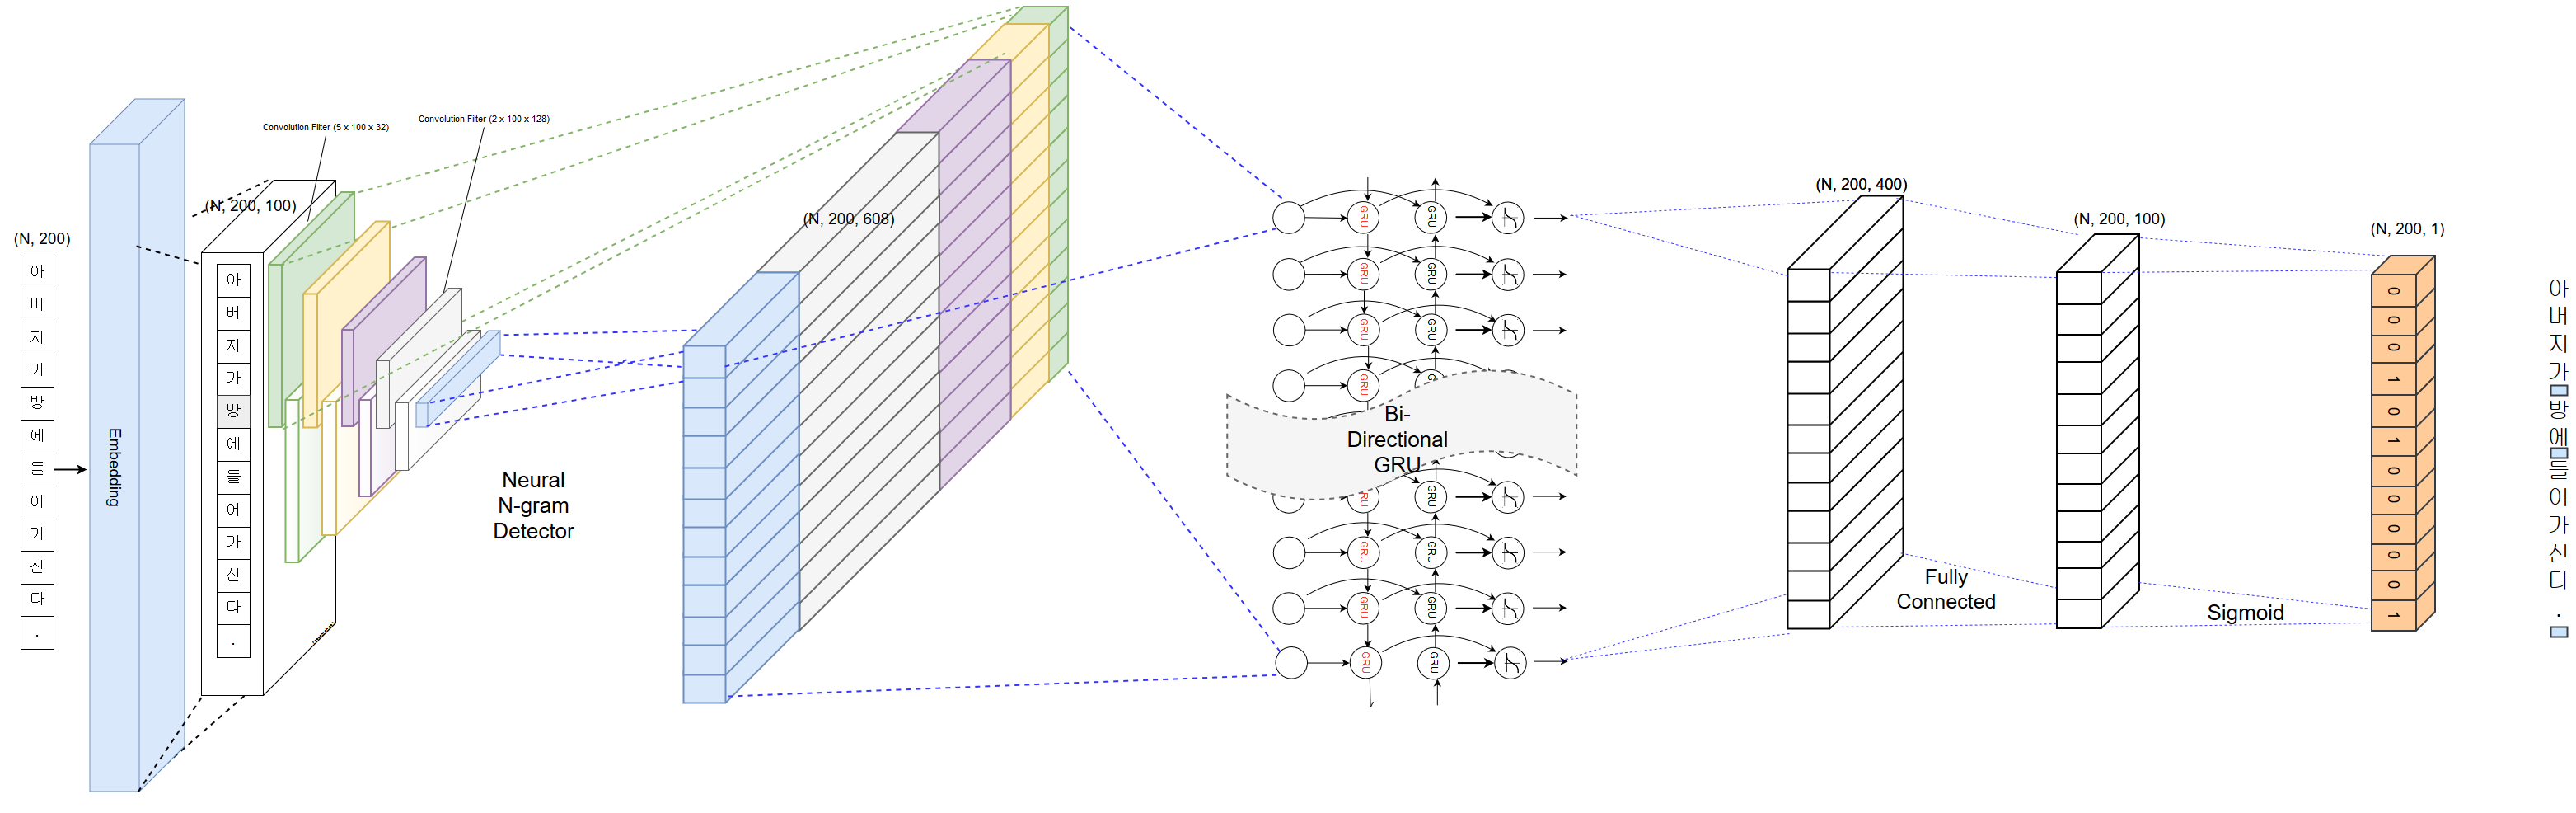 (N, 200)
아
버
지
가
방
에
들
어
가
신
다
.
Embedding
(N, 200, 100)
아
버
지
가
방
에
들
어
가
신
다
.
Convolution Filter (5 x 100 x 32)
Convolution Filter (2 x 100 x 128)
Neural
N-gram
Detector
(N, 200, 608)
GRU GRU
GRU GRU
GRU GRU
GRU G
Bi-
Directional
GRU
RU GRU
GRU GRU
GRU GRU
GRU GRU
(N, 200, 400)
Fully
Connected
(N, 200, 100)
Sigmoid
(N, 200, 1)
0
0
0
1
0
1
0
0
0
0
0
1
아
버
지
가
방
에
들
어
가
신
다
.